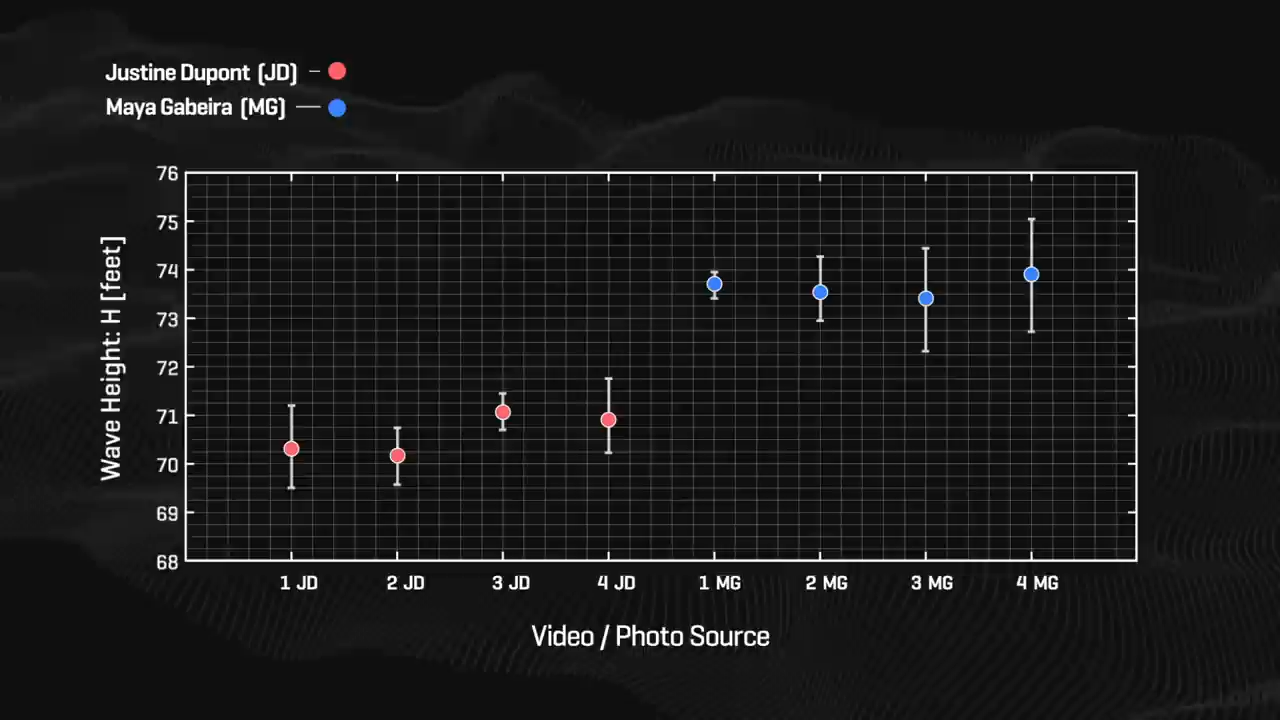 Justine Dupont (JD)
Maya Gabeira (MG)
76
75
74
73
72
71
70
69
68
Wave Height: H [feet]
1 JD 2 JD 3 JD 4 JD 1 MG 2 MG 3 MG 4 MG
Video / Photo Source